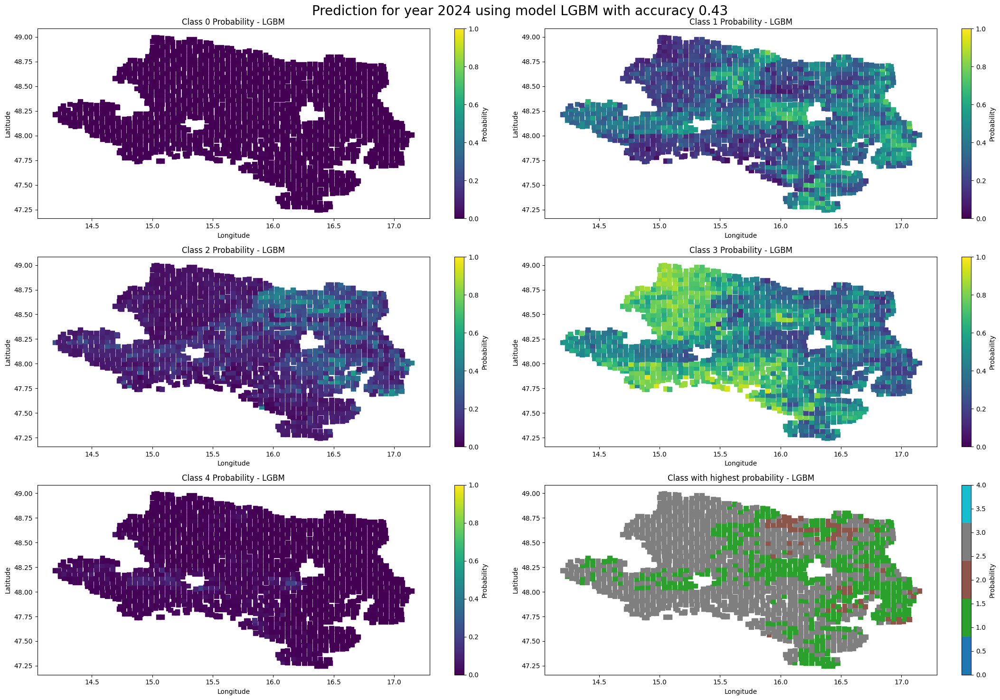 Prediction for year 2024 using model LGBM with accuracy 0.43
Class 0 Probability - LGBM
49.00
48.75
48.50
48.25
48.00
47.75
47.50
47.25
Latitude
14.5 15.0 15.5 16.0 16.5 17.0
Longitude
1.0
0.8
0.6
0.4
0.2
0.0
Probability
Class 1 Probability - LGBM
49.00
48.75
48.50
48.25
48.00
47.75
47.50
47.25
Latitude
14.5 15.0 15.5 16.0 16.5 17.0
Longitude
1.0
0.8
0.6
0.4
0.2
0.0
Probability
Class 2 Probability - LGBM
49.00
48.75
48.50
48.25
48.00
47.75
47.50
47.25
Latitude
14.5 15.0 15.5 16.0 16.5 17.0
Longitude
1.0
0.8
0.6
0.4
0.2
0.0
Probability
Class 3 Probability - LGBM
49.00
48.75
48.50
48.25
48.00
47.75
47.50
47.25
Latitude
14.5 15.0 15.5 16.0 16.5 17.0
Longitude
1.0
0.8
0.6
0.4
0.2
0.0
Probability
Class 4 Probability - LGBM
49.00
48.75
48.50
48.25
48.00
47.75
47.50
47.25
Latitude
14.5 15.0 15.5 16.0 16.5 17.0
Longitude
1.0
0.8
0.6
0.4
0.2
0.0
Probability
Class with highest probability - LGBM
49.00
48.75
48.50
48.25
48.00
47.75
47.50
47.25
Latitude
14.5 15.0 15.5 16.0 16.5 17.0
Longitude
4.0
3.5
3.0
2.5
2.0
1.5
1.0
0.5
0.0
Probability